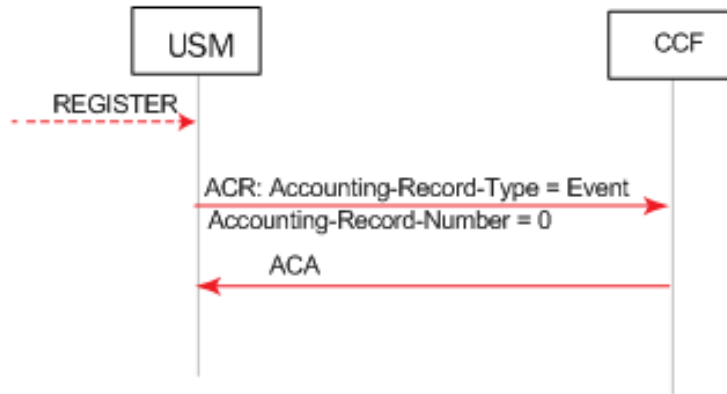 USM
CCF
REGISTER
ACR: Accounting-Record-Type = Event
Accounting-Record-Number = 0
ACA